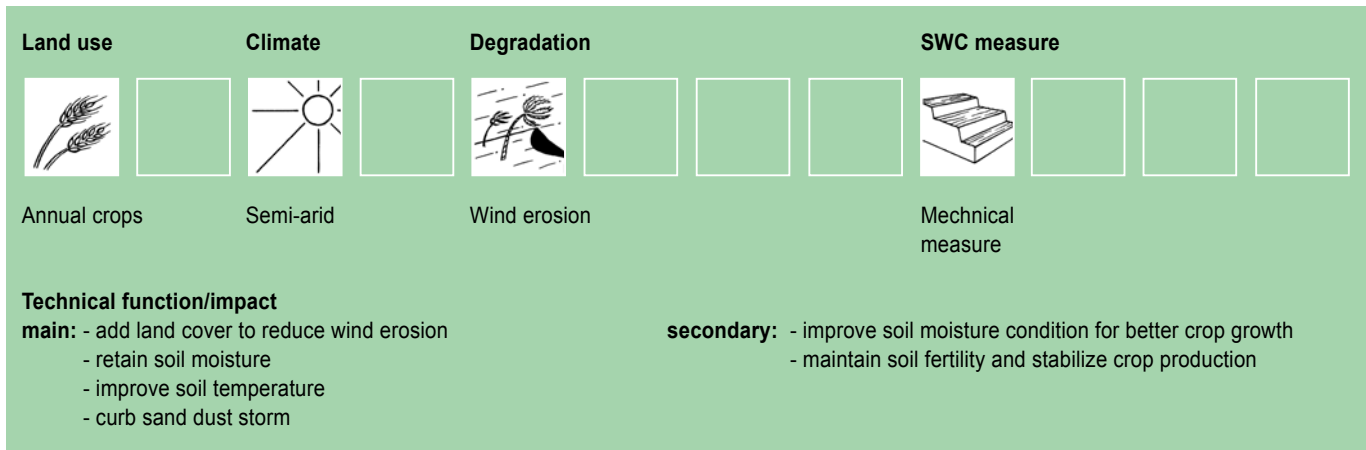 Land use Climate Degradation SWC measure
Annual crops Semi-arid Wind erosion Mechnical
measure
Technical function/impact
main: - add land cover to reduce wind erosion secondary: - improve soil moisture condition for better crop growth
- retain soil moisture - maintain soil fertility and stabilize crop production
- improve soil temperature
- curb sand dust storm